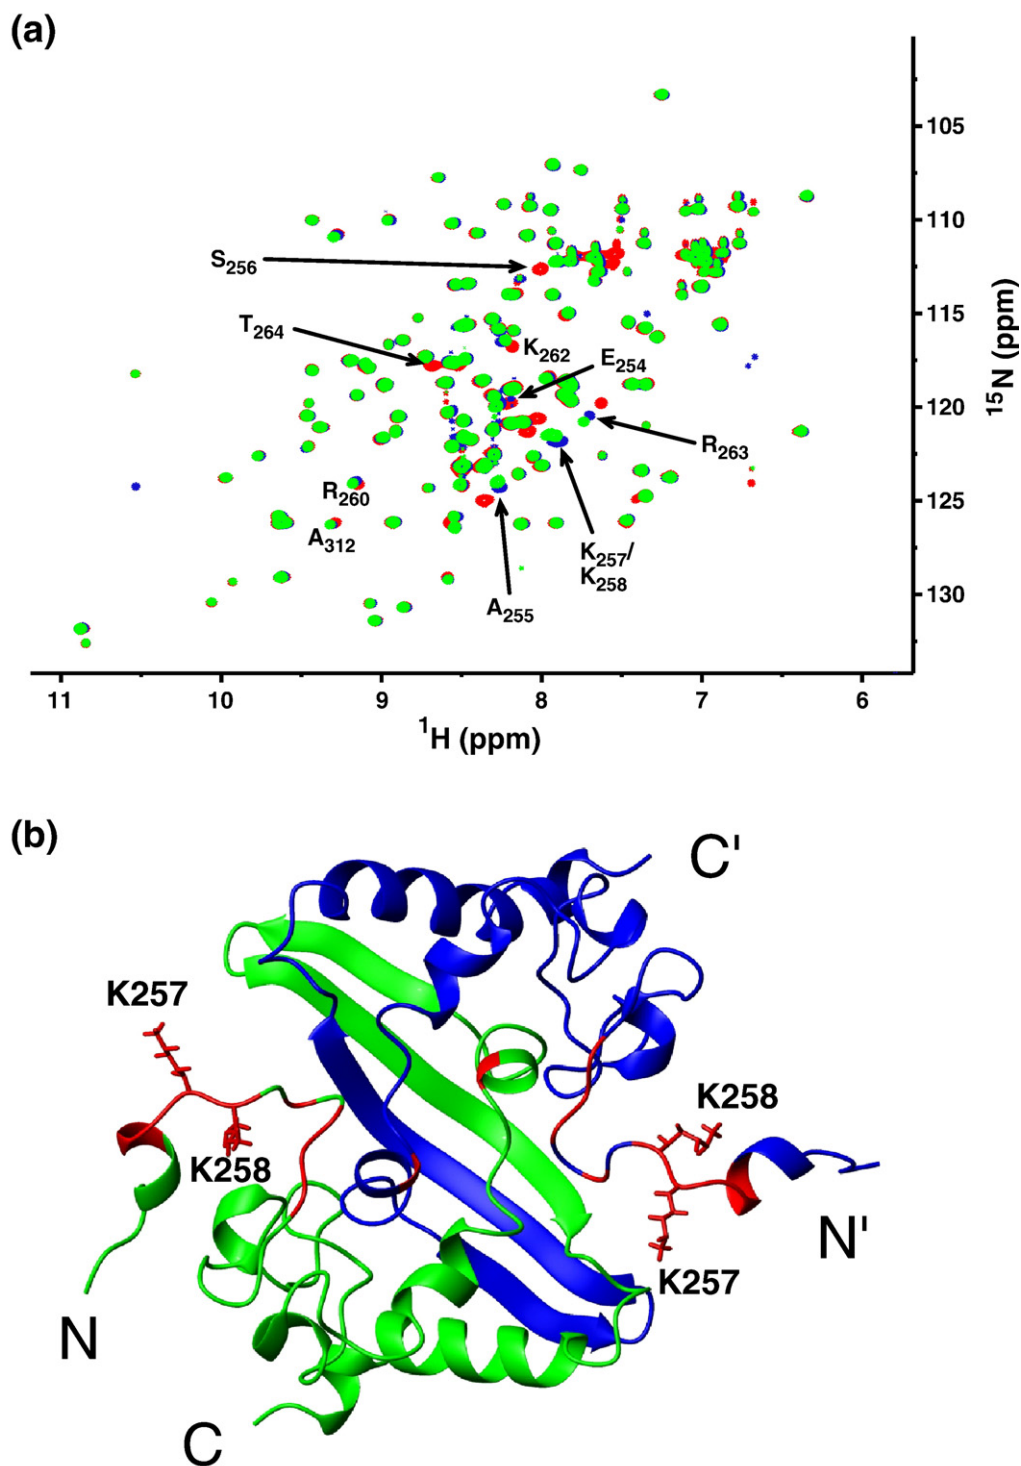 (a)
105
110
115
120
125
130
15N (ppm)
S256
T264
K262
E254
R263
R260
A312
K257/
K258
A255
11
10
9
8
7
6
1H (ppm)
(b)
C'
K257
K258
K258
N'
K257
N
C